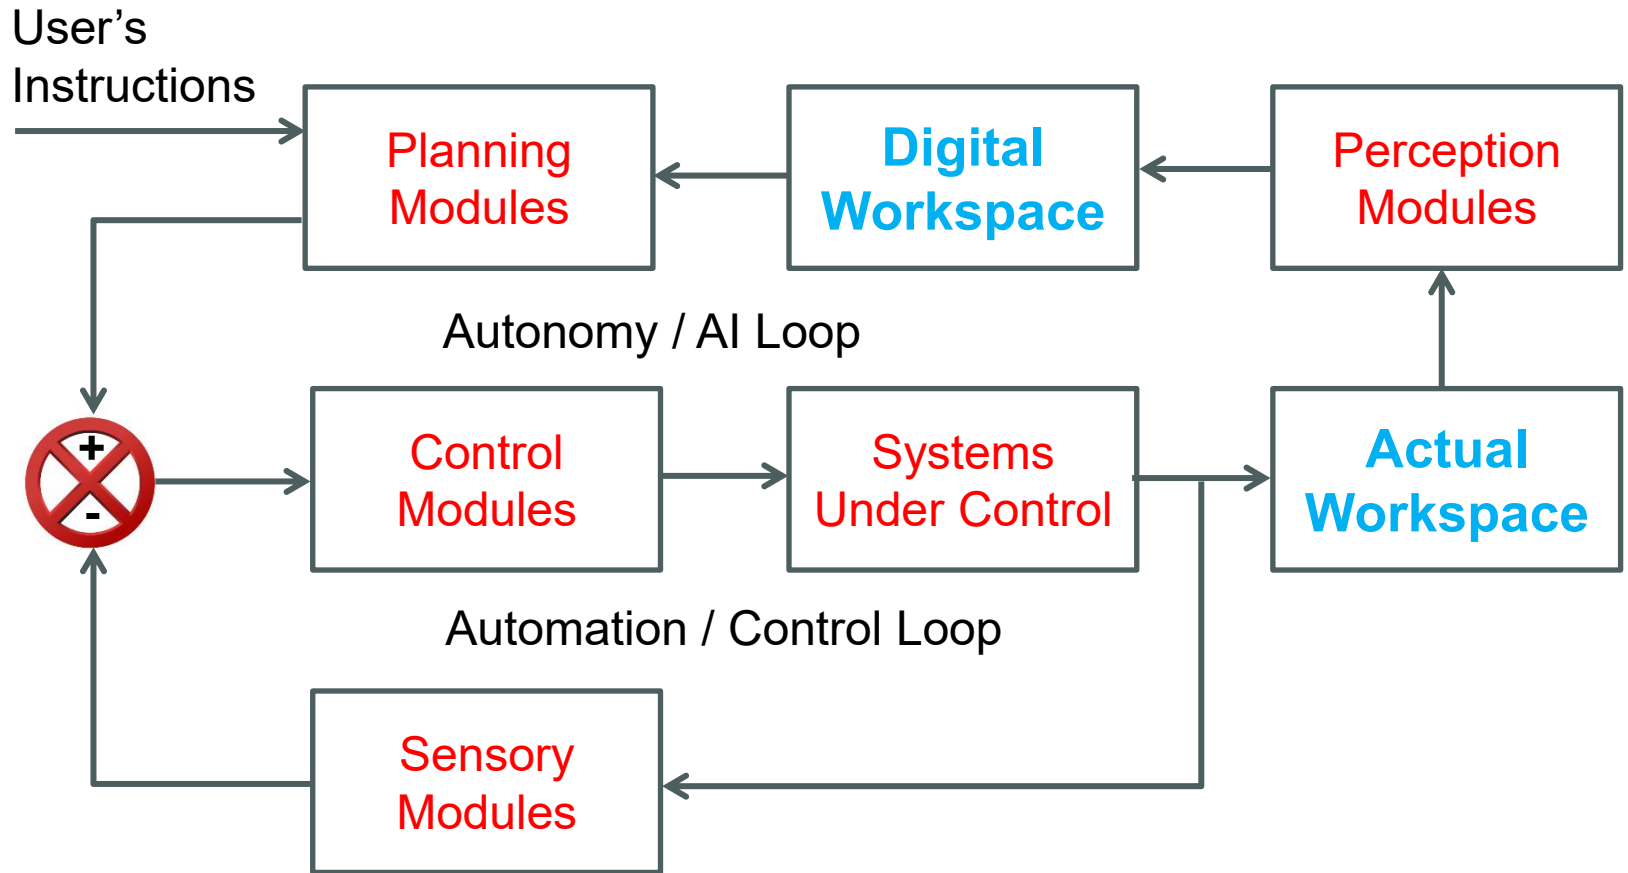 User’s
Instructions
Planning
Modules
Digital
Workspace
Perception
Modules
Autonomy / AI Loop
+
-
Control
Modules
Systems
Under Control
Actual
Workspace
Automation / Control Loop
Sensory
Modules